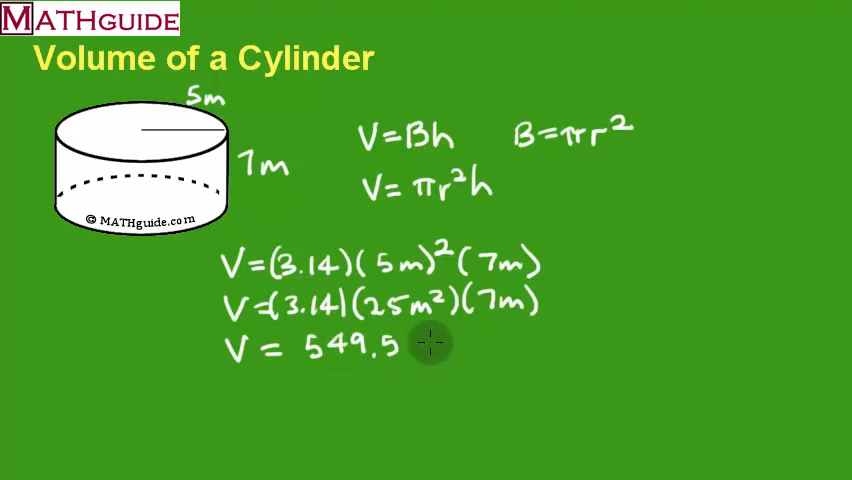 MATHGUIDE
Volume of a Cylinder
5m
7m
© MATHguide.com
V=Bh B=πr²
V=πr²h
V=(3.14)(5m)²(7m)
V=(3.14)(25m²)(7m)
V= 549.5